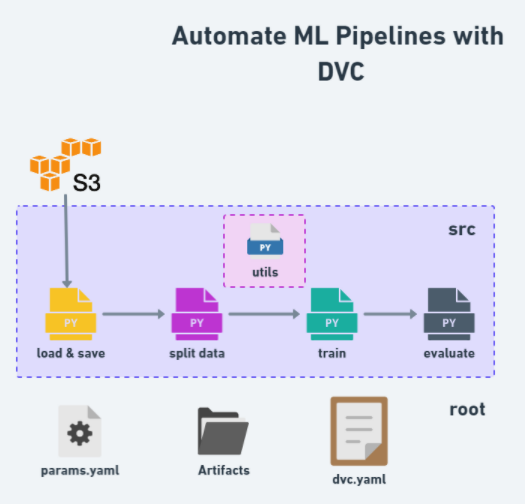 Automate ML Pipelines with
DVC
S3
src
PY
utils
PY
PY
PY
PY
load & save
split data
train
evaluate
root
params.yaml
Artifacts
dvc.yaml